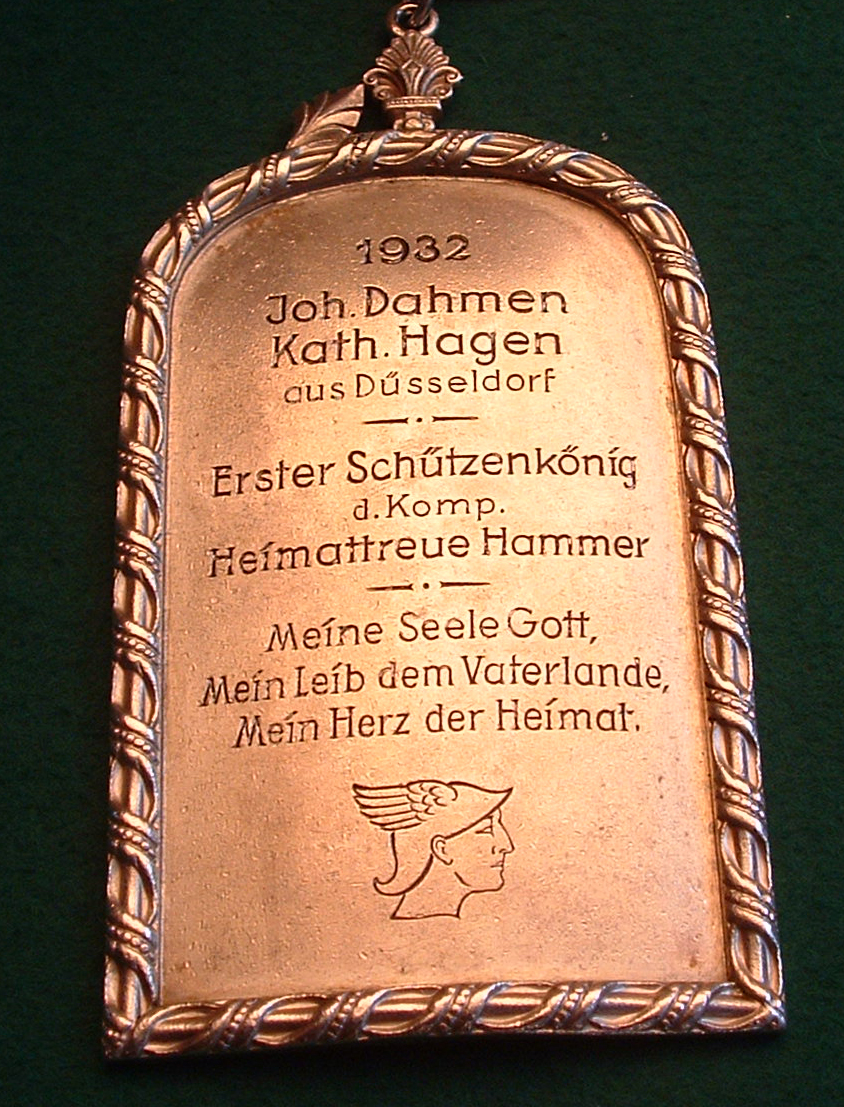 1932
Joh. Dahmen
Kath. Hagen
aus Düsseldorf
Erster Schützenkönig
d. Komp.
Heimattreue Hammer
Meine Seele Gott,
Mein Leib dem Vaterlande,
Mein Herz der Heimat.